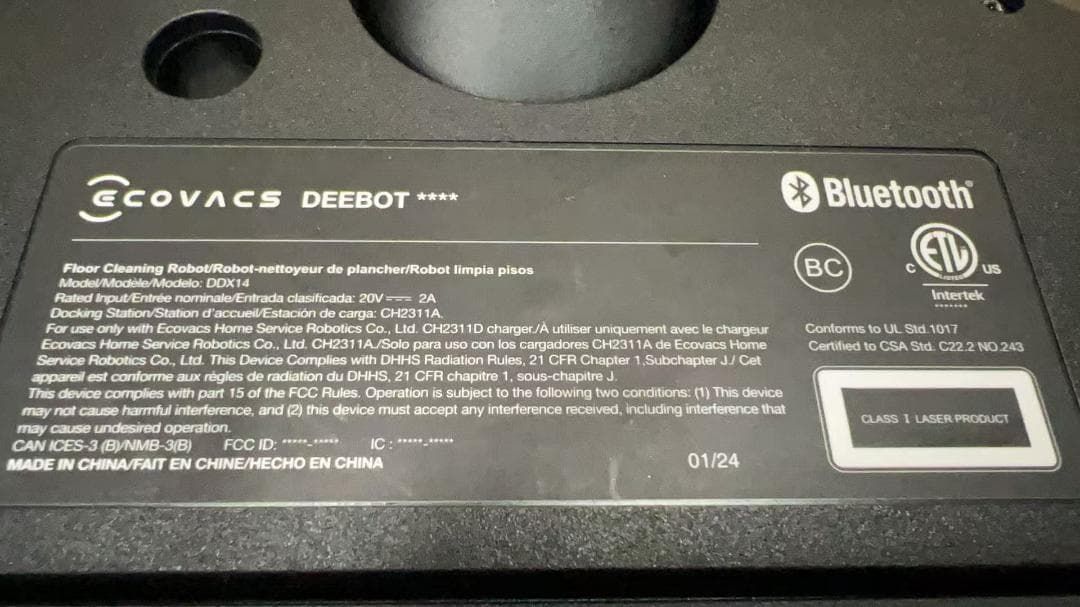 ECOVACS DEEBOT ****
Bluetooth®
Floor Cleaning Robot/Robot-nettoyeur de plancher/Robot limpia pisos
Model/Modèle/Modelo: DDX14
Rated Input/Entrée nominale/Entrada clasificada: 20V⎓ 2A
Docking Station/Station d'accueil/Estación de carga: CH2311A
For use only with Ecovacs Home Service Robotics Co., Ltd. CH2311D charger./À utiliser uniquement avec le chargeur
Ecovacs Home Service Robotics Co., Ltd. CH2311A./Solo para uso con los cargadores CH2311A de Ecovacs Home
Service Robotics Co., Ltd. This Device Complies with DHHS Radiation Rules, 21 CFR Chapter 1,Subchapter J./ Cet
appareil est conforme aux règles de radiation du DHHS, 21 CFR chapitre 1, sous-chapitre J.
This device complies with part 15 of the FCC Rules. Operation is subject to the following two conditions: (1) This device
may not cause harmful interference, and (2) this device must accept any interference received, including interference that
may cause undesired operation.
CAN ICES-3 (B)/NMB-3(B) FCC ID: *****-***** IC : *****-*****
MADE IN CHINA/FAIT EN CHINE/HECHO EN CHINA
01/24
BC
C ETL US
LISTED
Intertek
*******
Conforms to UL Std.1017
Certified to CSA Std. C22.2 NO.243
CLASS I LASER PRODUCT